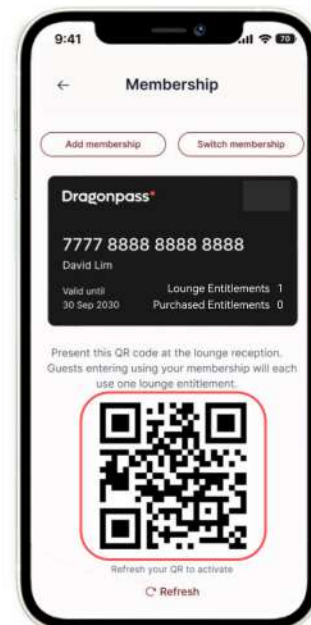 9:41
70
←
Membership
Add membership
Switch membership
Dragonpass
7777 8888 8888 8888
David Lim
Valid until
30 Sep 2030
Lounge Entitlements 1
Purchased Entitlements 0
Present this QR code at the lounge reception.
Guests entering using your membership will each
use one lounge entitlement.
Refresh your QR to activate
Refresh